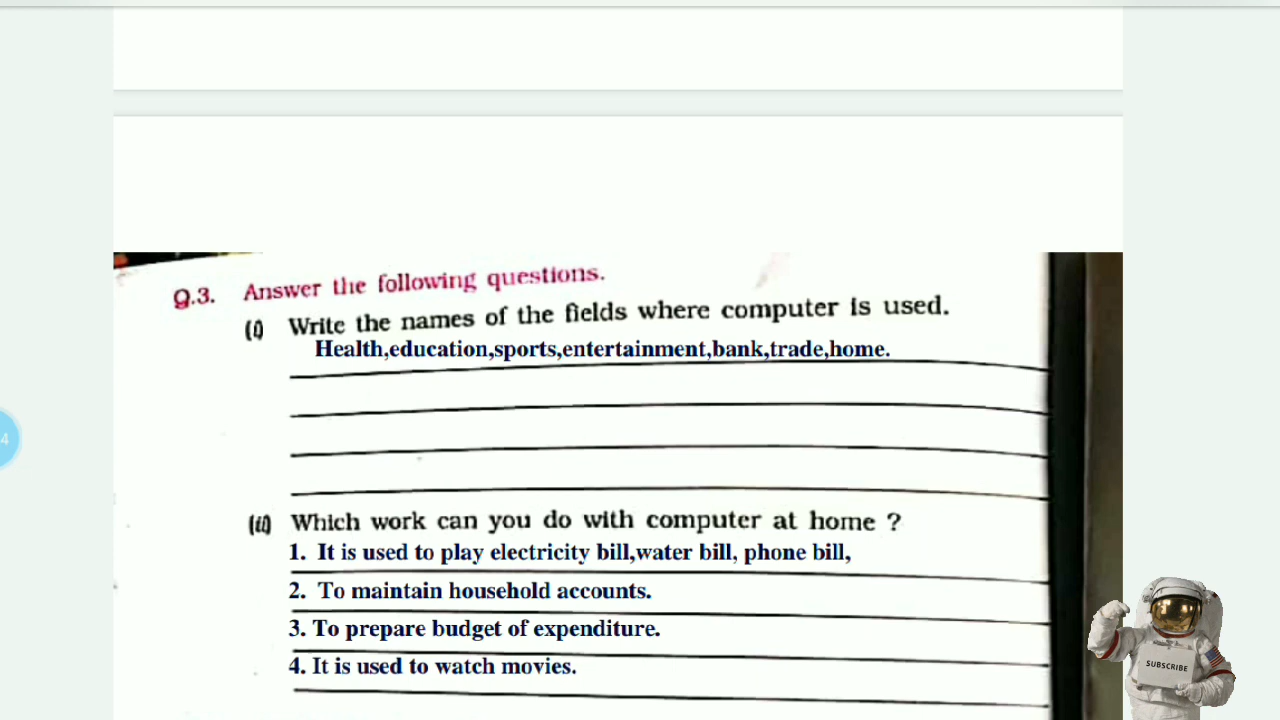 Q.3. Answer the following questions.
(i) Write the names of the fields where computer is used.
Health,education,sports,entertainment,bank,trade,home.
(ii) Which work can you do with computer at home ?
1. It is used to play electricity bill,water bill, phone bill,
2. To maintain household accounts.
3. To prepare budget of expenditure.
4. It is used to watch movies.
4
SUBSCRIBE